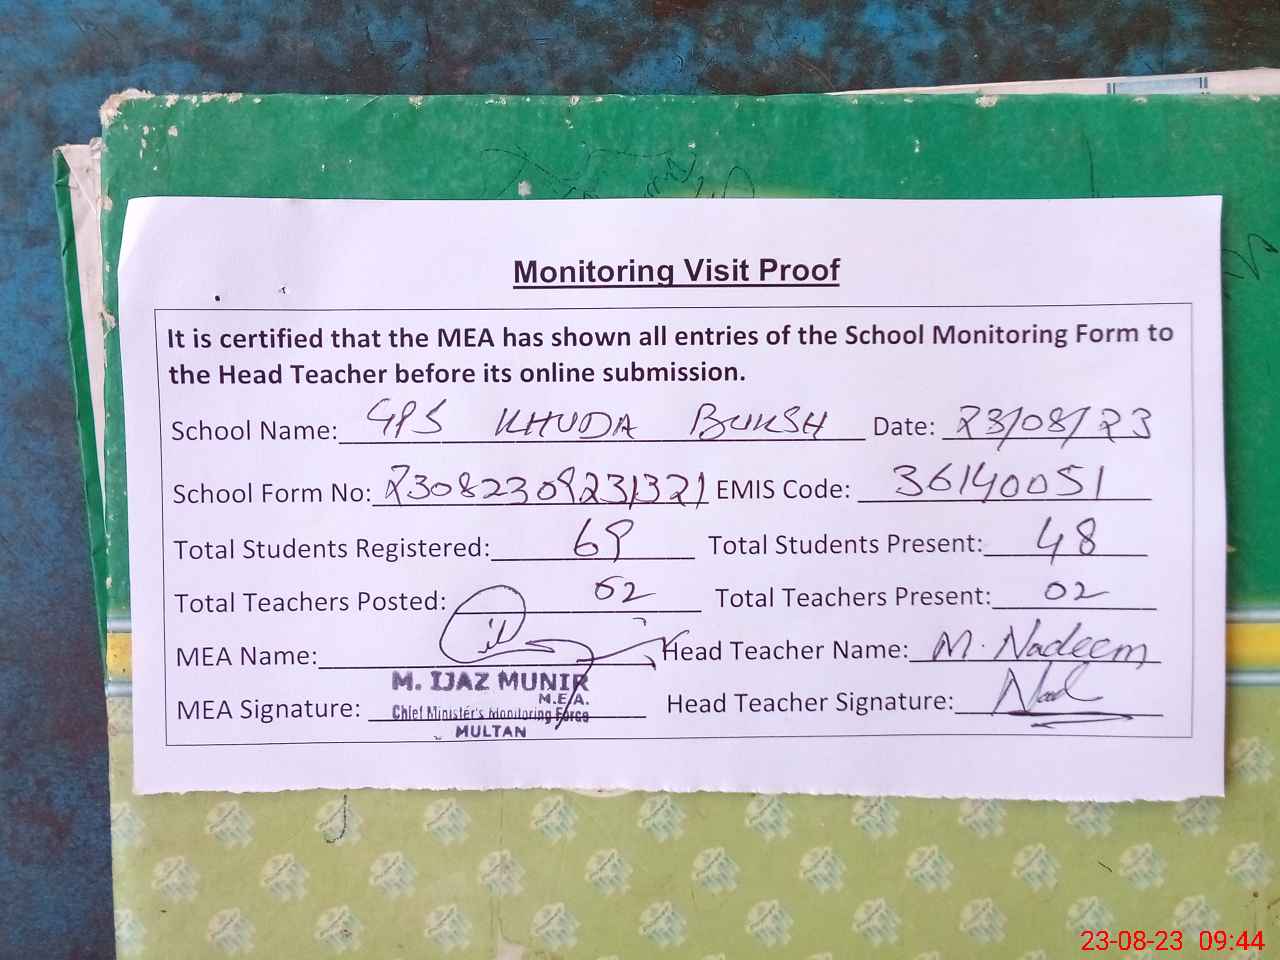 Monitoring Visit Proof
It is certified that the MEA has shown all entries of the School Monitoring Form to
the Head Teacher before its online submission.
School Name: GPS KHUDA BUKSH Date: 23/08/23
School Form No: 23082309231321 EMIS Code: 36140051
Total Students Registered: 69 Total Students Present: 48
Total Teachers Posted: 02 Total Teachers Present: 02
MEA Name: Head Teacher Name: M. Nadeem
M. IJAZ MUNIR
M.E.A.
MEA Signature: Chief Minister's Monitoring Force Head Teacher Signature: Nad
MULTAN
23-08-23 09:44